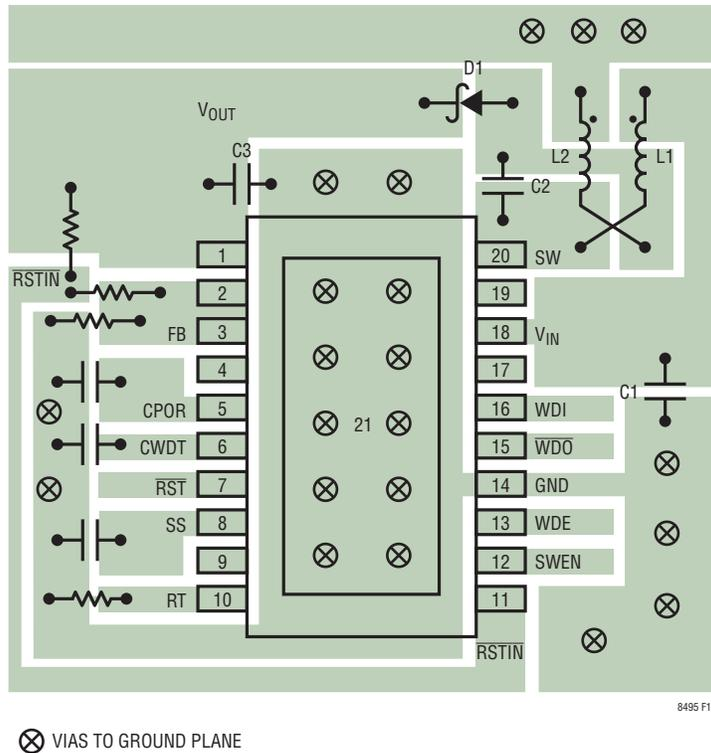 D1
VOUT
C3
L2
L1
C2
1
20
SW
RSTIN
2
19
FB
3
18
VIN
4
17
C1
CPOR
5
16
WDI
21
CWDT
6
15
WDO
RST
7
14
GND
SS
8
13
WDE
9
12
SWEN
RT
10
11
RSTIN
8495 F1
VIAS TO GROUND PLANE